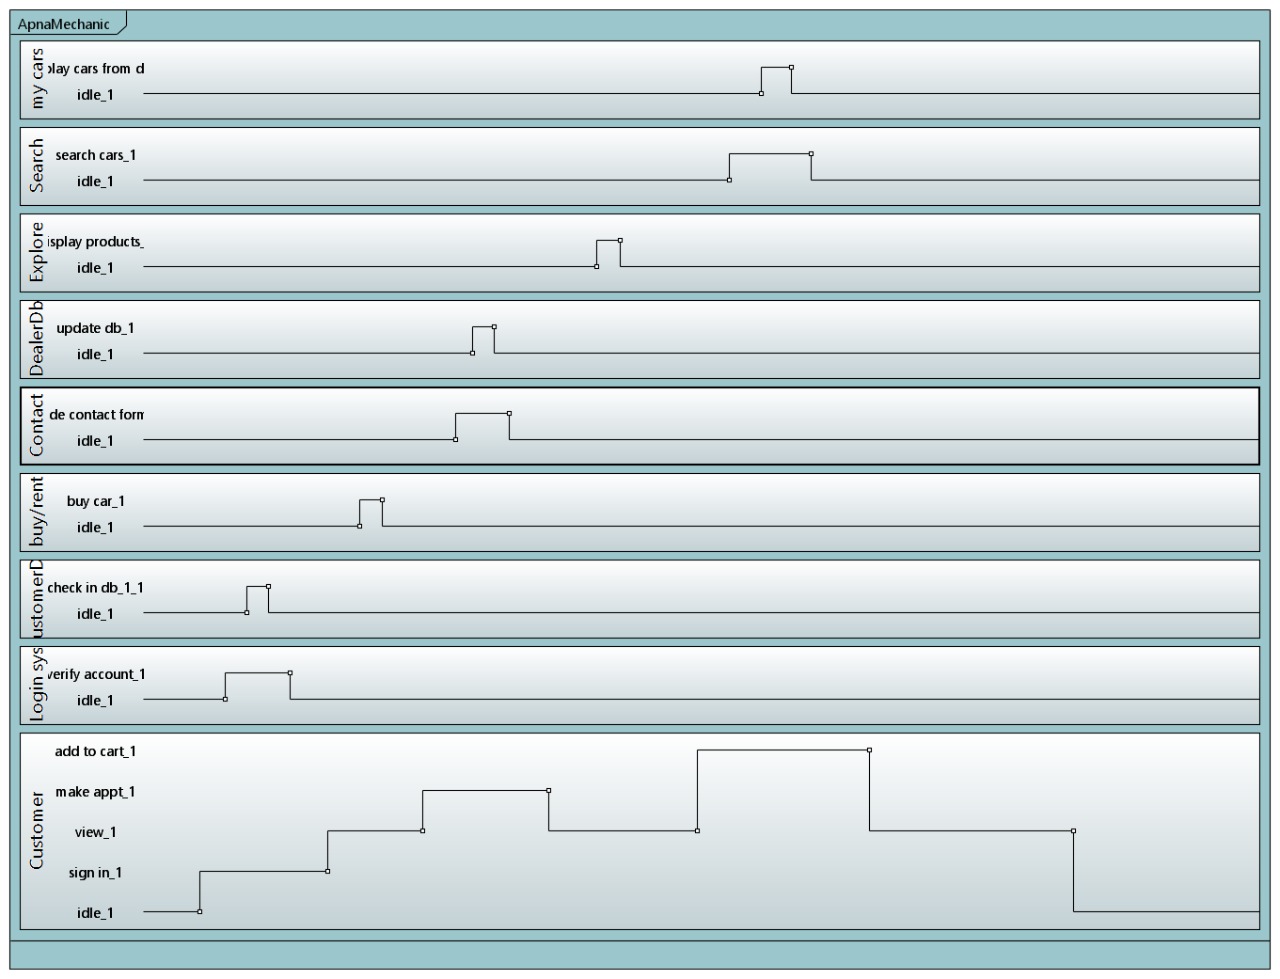 ApnaMechanic
my cars
play cars from d
idle_1
Search
search cars_1
idle_1
Explore
isplay products_
idle_1
DealerDb
update db_1
idle_1
Contact
de contact form
idle_1
buy/rent
buy car_1
idle_1
ustomerD
check in db_1_1
idle_1
Login sys
verify account_1
idle_1
Customer
add to cart_1
make appt_1
view_1
sign in_1
idle_1